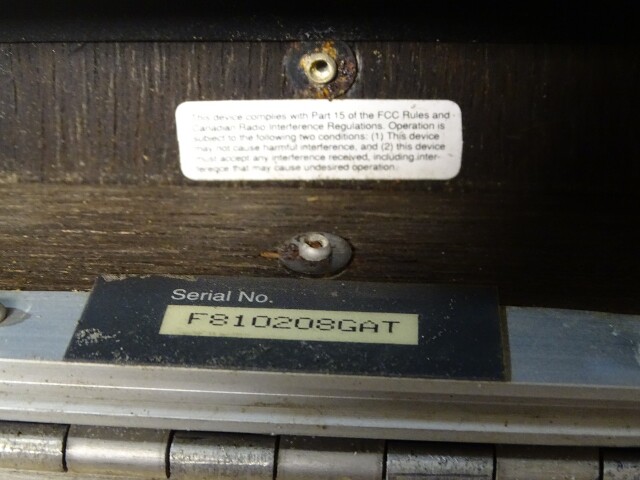 This device complies with Part 15 of the FCC Rules and
Canadian Radio Interference Regulations. Operation is
subject to the following two conditions: (1) This device
may not cause harmful interference, and (2) this device
must accept any interference received, including inter-
ference that may cause undesired operation.
Serial No.
F810208GAT